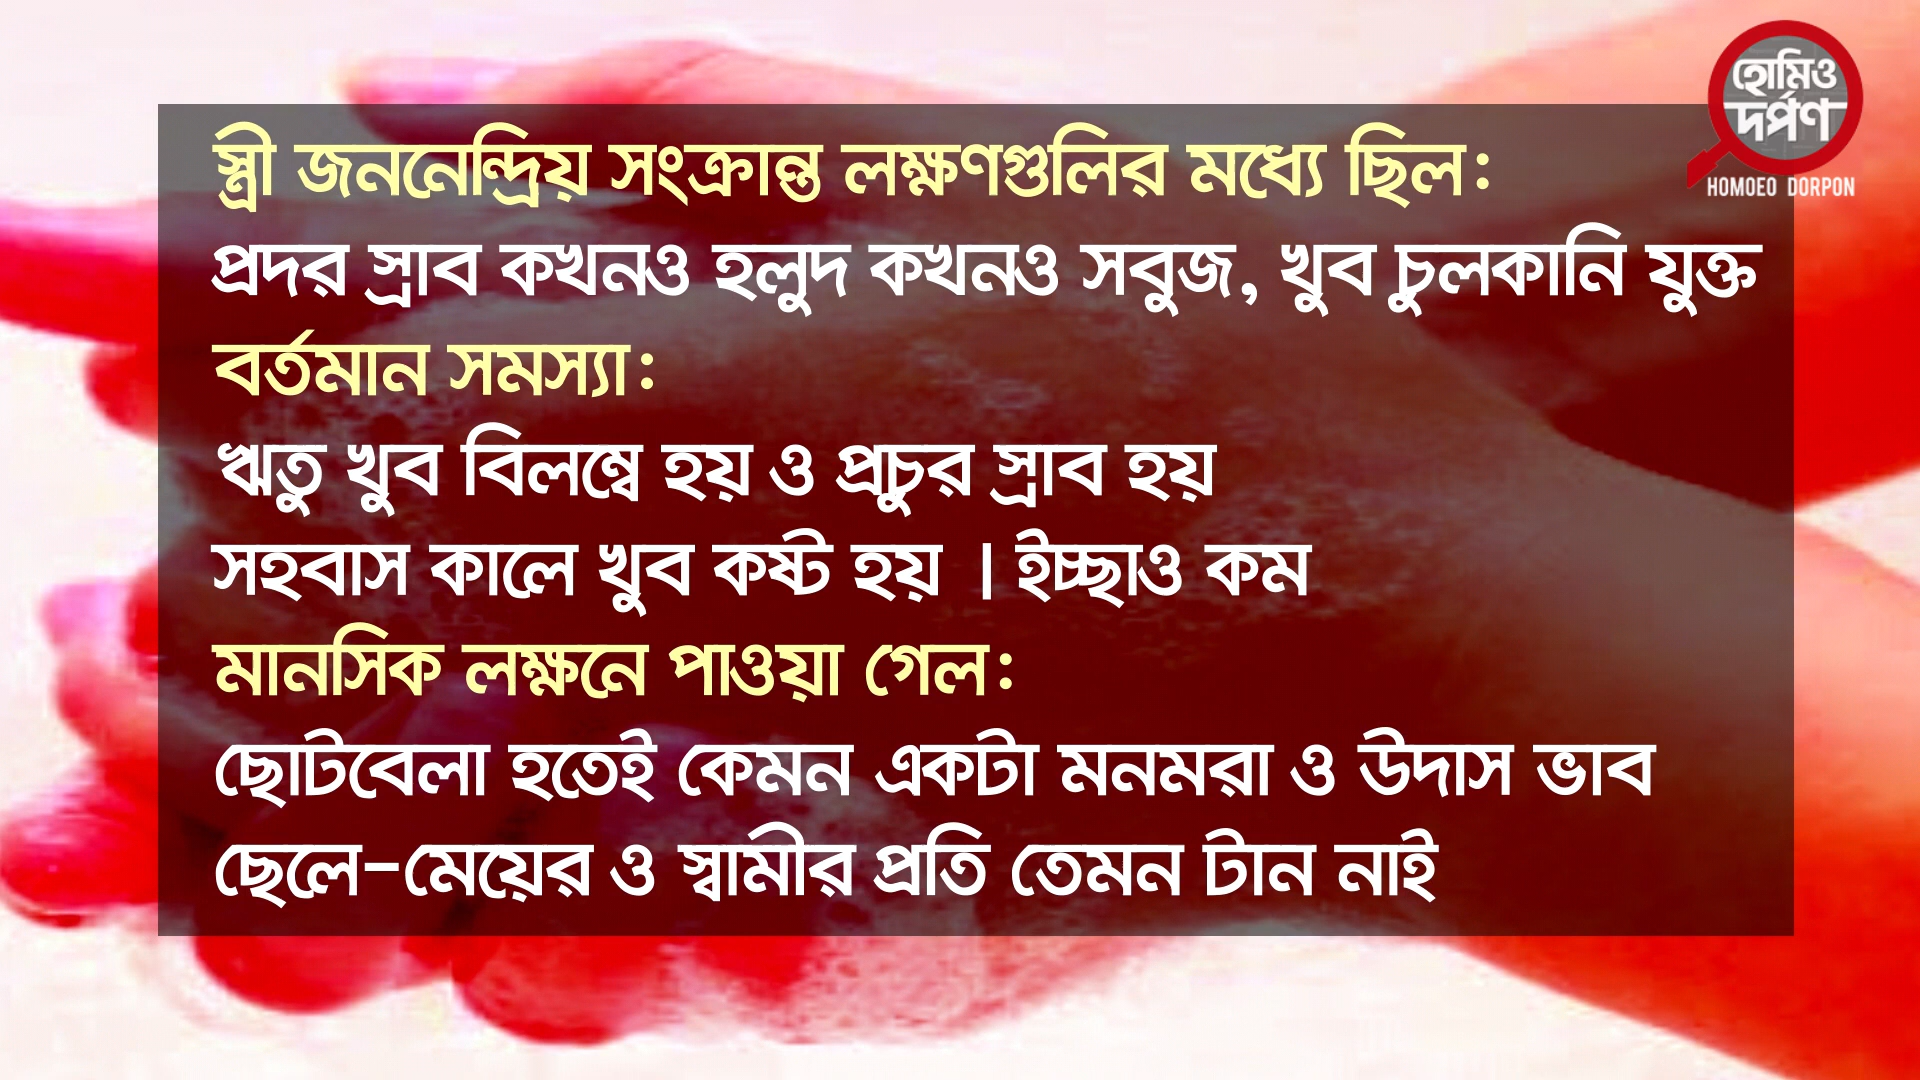 হোমিও
দর্পণ
HOMOEO DORPON
স্ত্রী জননেন্দ্রিয় সংক্রান্ত লক্ষণগুলির মধ্যে ছিল:
প্রদর স্রাব কখনও হলুদ কখনও সবুজ, খুব চুলকানি যুক্ত
বর্তমান সমস্যা:
ঋতু খুব বিলম্বে হয় ও প্রচুর স্রাব হয়
সহবাস কালে খুব কষ্ট হয় । ইচ্ছাও কম
মানসিক লক্ষনে পাওয়া গেল:
ছোটবেলা হতেই কেমন একটা মনমরা ও উদাস ভাব
ছেলে-মেয়ের ও স্বামীর প্রতি তেমন টান নাই